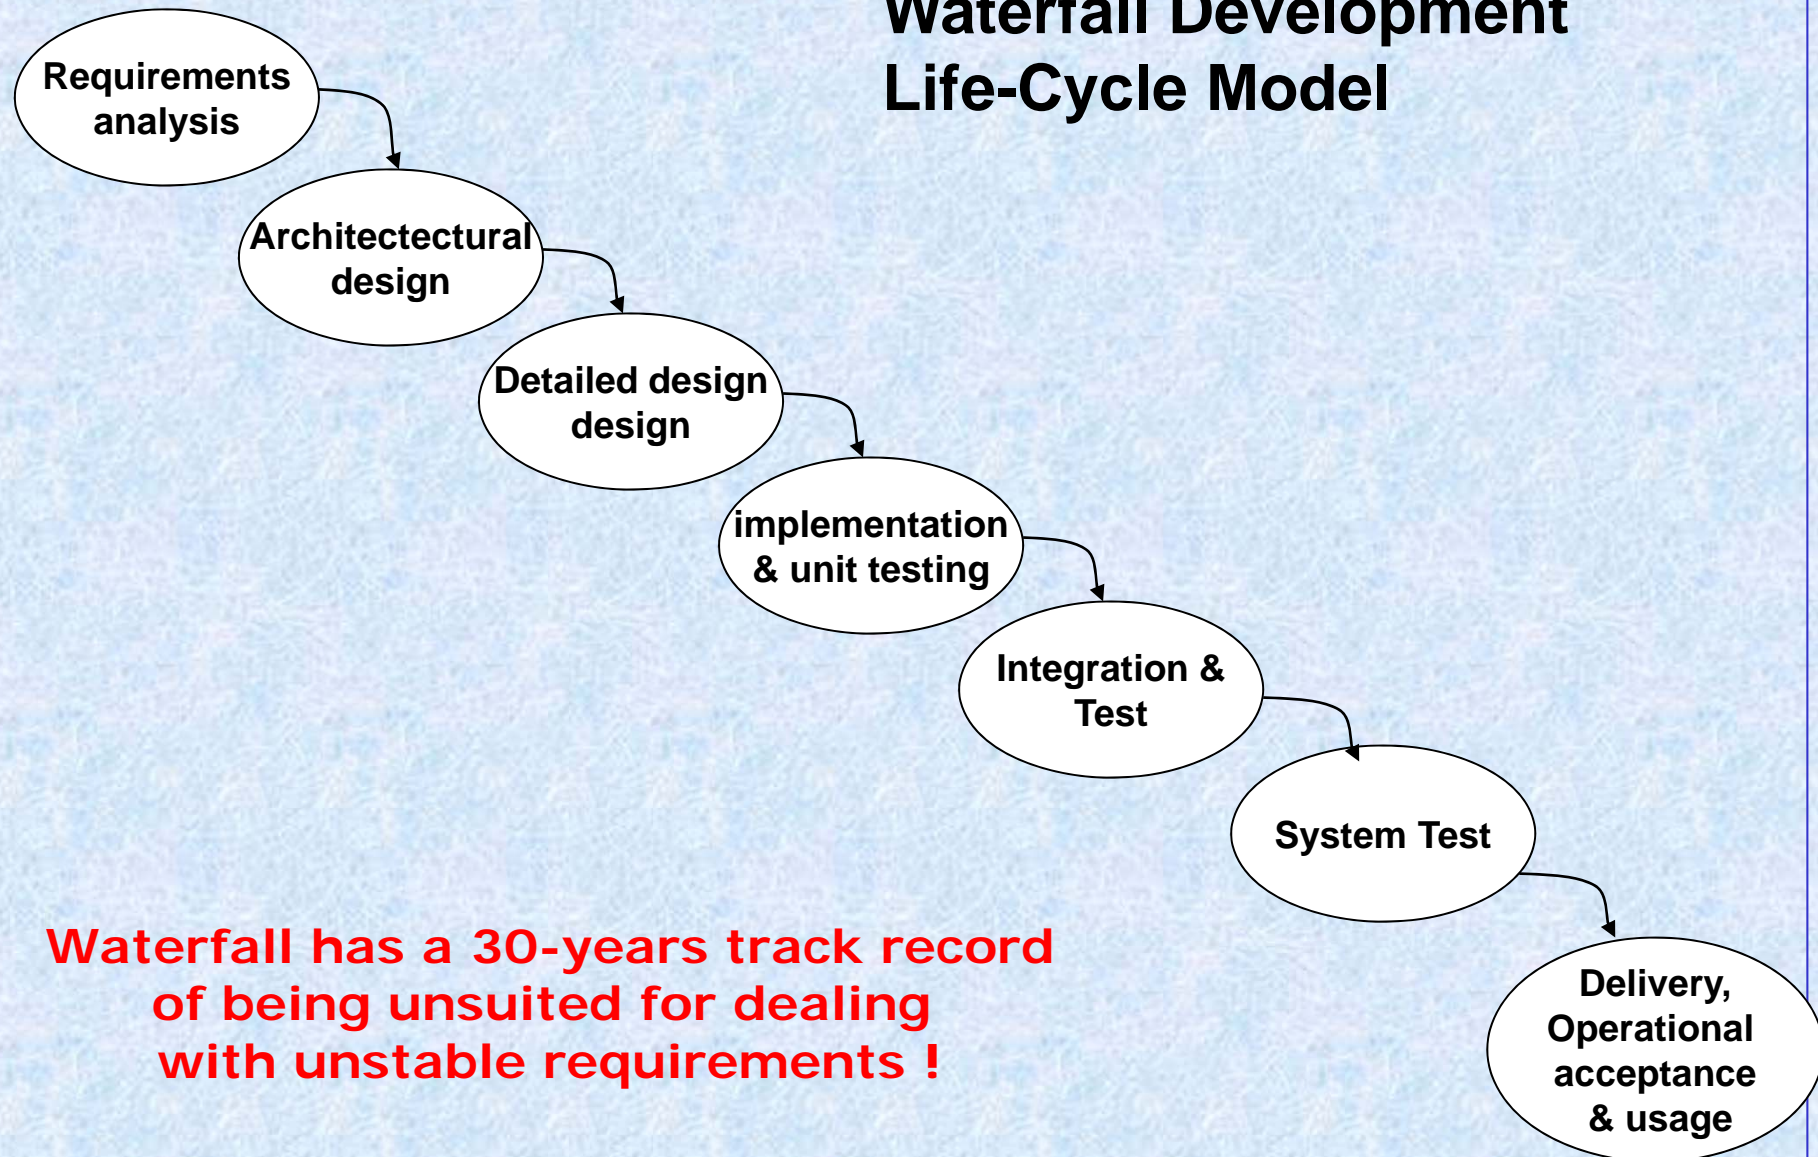 Waterfall Development
Life-Cycle Model
Requirements
analysis
Architectectural
design
Detailed design
design
implementation
& unit testing
Integration &
Test
System Test
Delivery,
Operational
acceptance
& usage
Waterfall has a 30-years track record
of being unsuited for dealing
with unstable requirements !